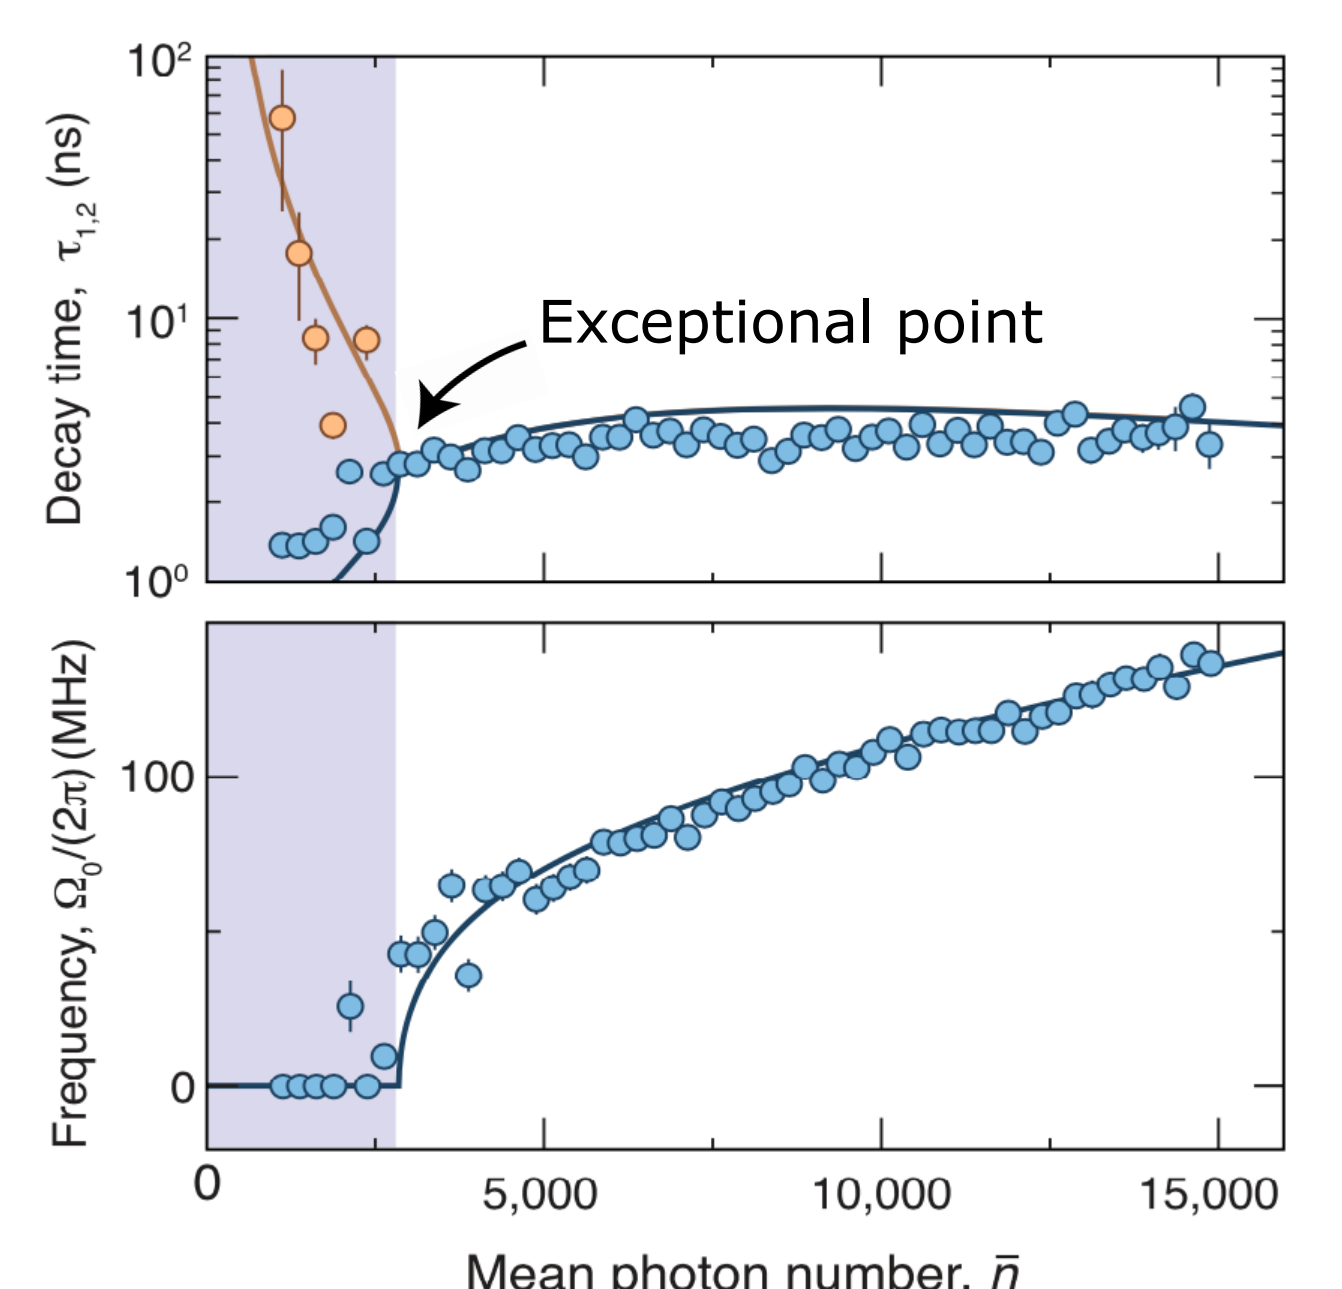 10²
10¹
10⁰
Decay time, τ₁,₂ (ns)
Exceptional point
100
0
Frequency, Ω₀/(2π) (MHz)
0 5,000 10,000 15,000
Mean photon number, n̄